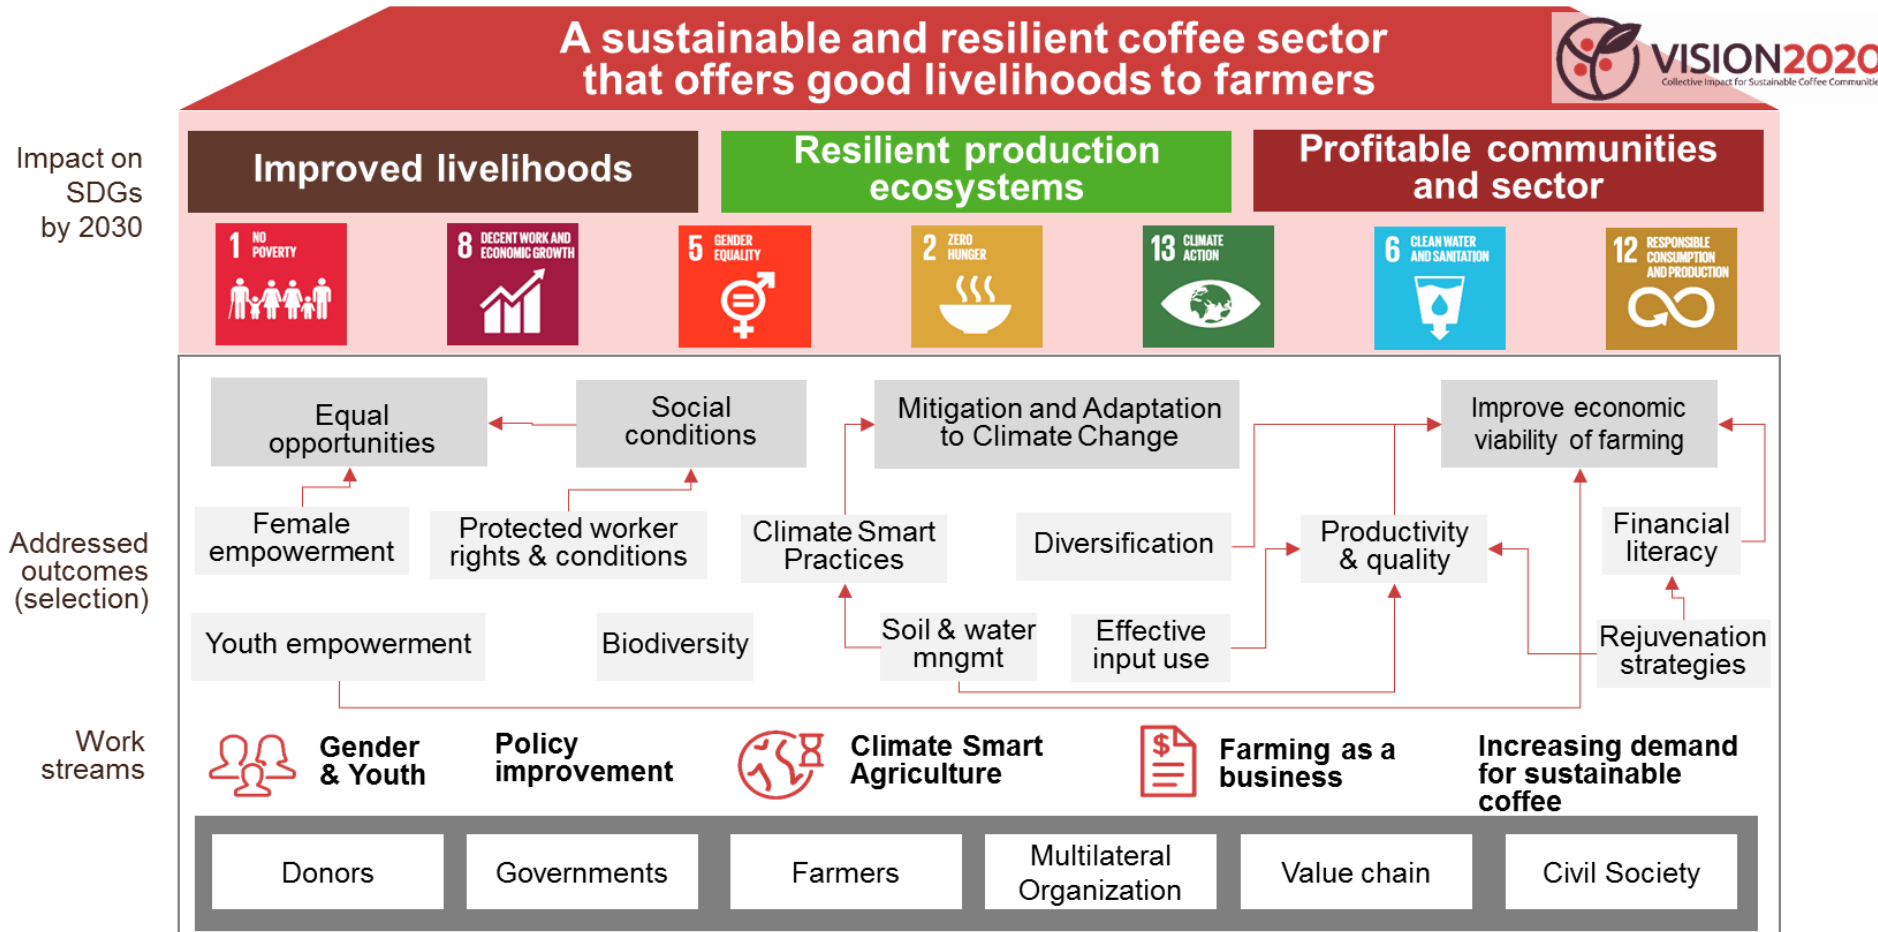 A sustainable and resilient coffee sector
that offers good livelihoods to farmers
VISION2020
Collective Impact for Sustainable Coffee Communitie
Impact on
SDGs
by 2030
Improved livelihoods
Resilient production
ecosystems
Profitable communities
and sector
1 NO
POVERTY
8 DECENT WORK AND
ECONOMIC GROWTH
5 GENDER
EQUALITY
2 ZERO
HUNGER
13 CLIMATE
ACTION
6 CLEAN WATER
AND SANITATION
12 RESPONSIBLE
CONSUMPTION
AND PRODUCTION
Equal
opportunities
Social
conditions
Mitigation and Adaptation
to Climate Change
Improve economic
viability of farming
Addressed
outcomes
(selection)
Female
empowerment
Protected worker
rights & conditions
Climate Smart
Practices
Diversification
Productivity
& quality
Financial
literacy
Youth empowerment
Biodiversity
Soil & water
mngmt
Effective
input use
Rejuvenation
strategies
Work
streams
Gender
& Youth
Policy
improvement
Climate Smart
Agriculture
$
Farming as a
business
Increasing demand
for sustainable
coffee
Donors
Governments
Farmers
Multilateral
Organization
Value chain
Civil Society